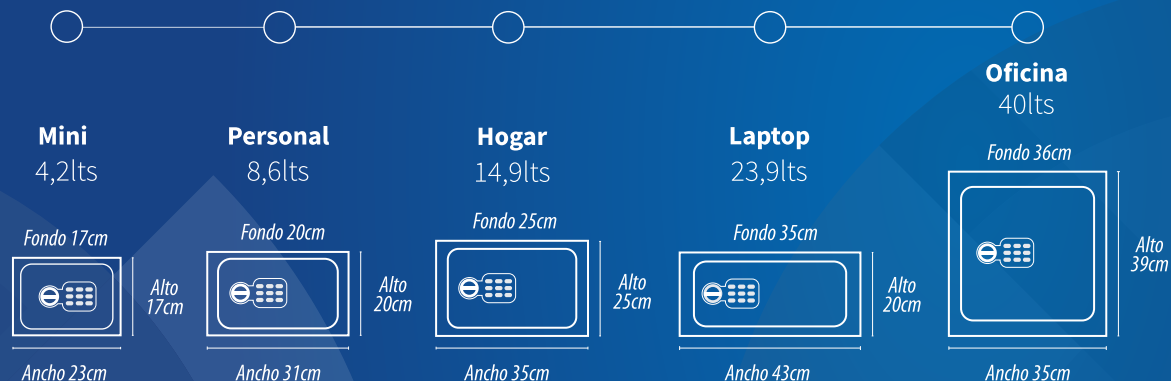 Mini
4,2lts
Fondo 17cm
Alto
17cm
Ancho 23cm
Personal
8,6lts
Fondo 20cm
Alto
20cm
Ancho 31cm
Hogar
14,9lts
Fondo 25cm
Alto
25cm
Ancho 35cm
Laptop
23,9lts
Fondo 35cm
Alto
20cm
Ancho 43cm
Oficina
40lts
Fondo 36cm
Alto
39cm
Ancho 35cm